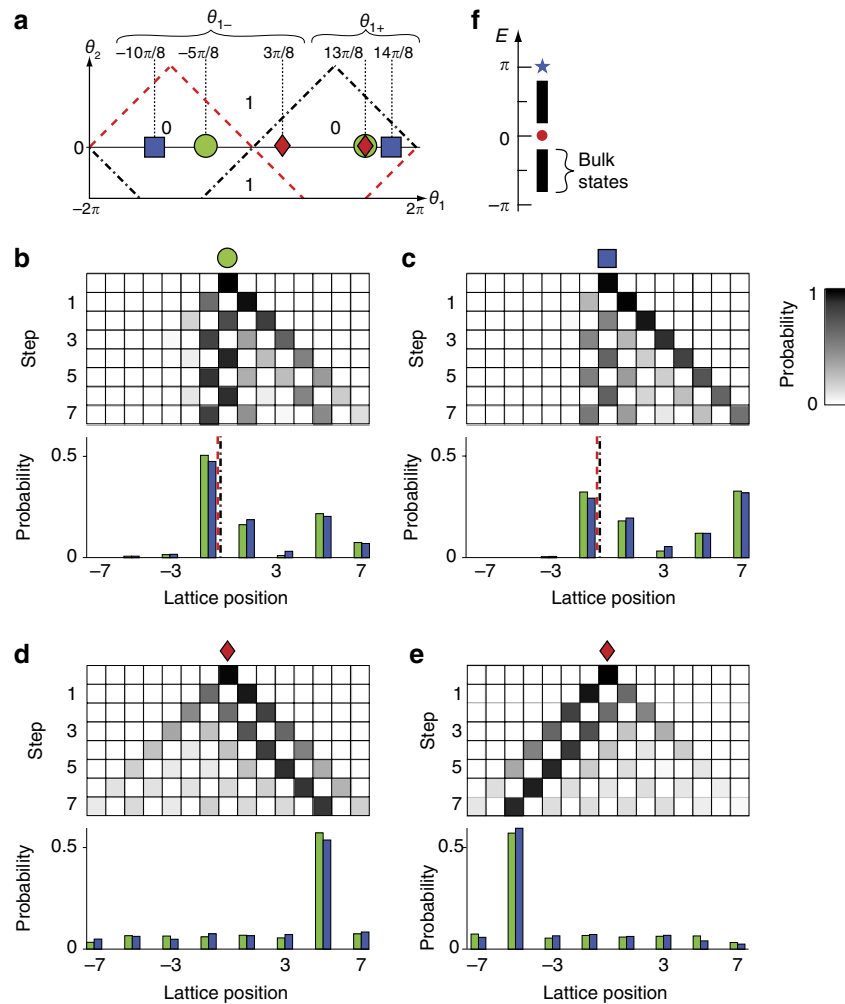 a
θ1− θ1+
−10π/8 −5π/8 3π/8 13π/8 14π/8
θ2
1
0 0
0
1
−2π 2π θ1
f
E
π
0
−π
Bulk
states
b
Step
1
3
5
7
Probability
0.5
0
−7 −3 3 7
Lattice position
c
Step
1
3
5
7
Probability
0.5
0
−7 −3 3 7
Lattice position
Probability
1
0
d
Step
1
3
5
7
Probability
0.5
0
−7 −3 3 7
Lattice position
e
Step
1
3
5
7
Probability
0.5
0
−7 −3 3 7
Lattice position